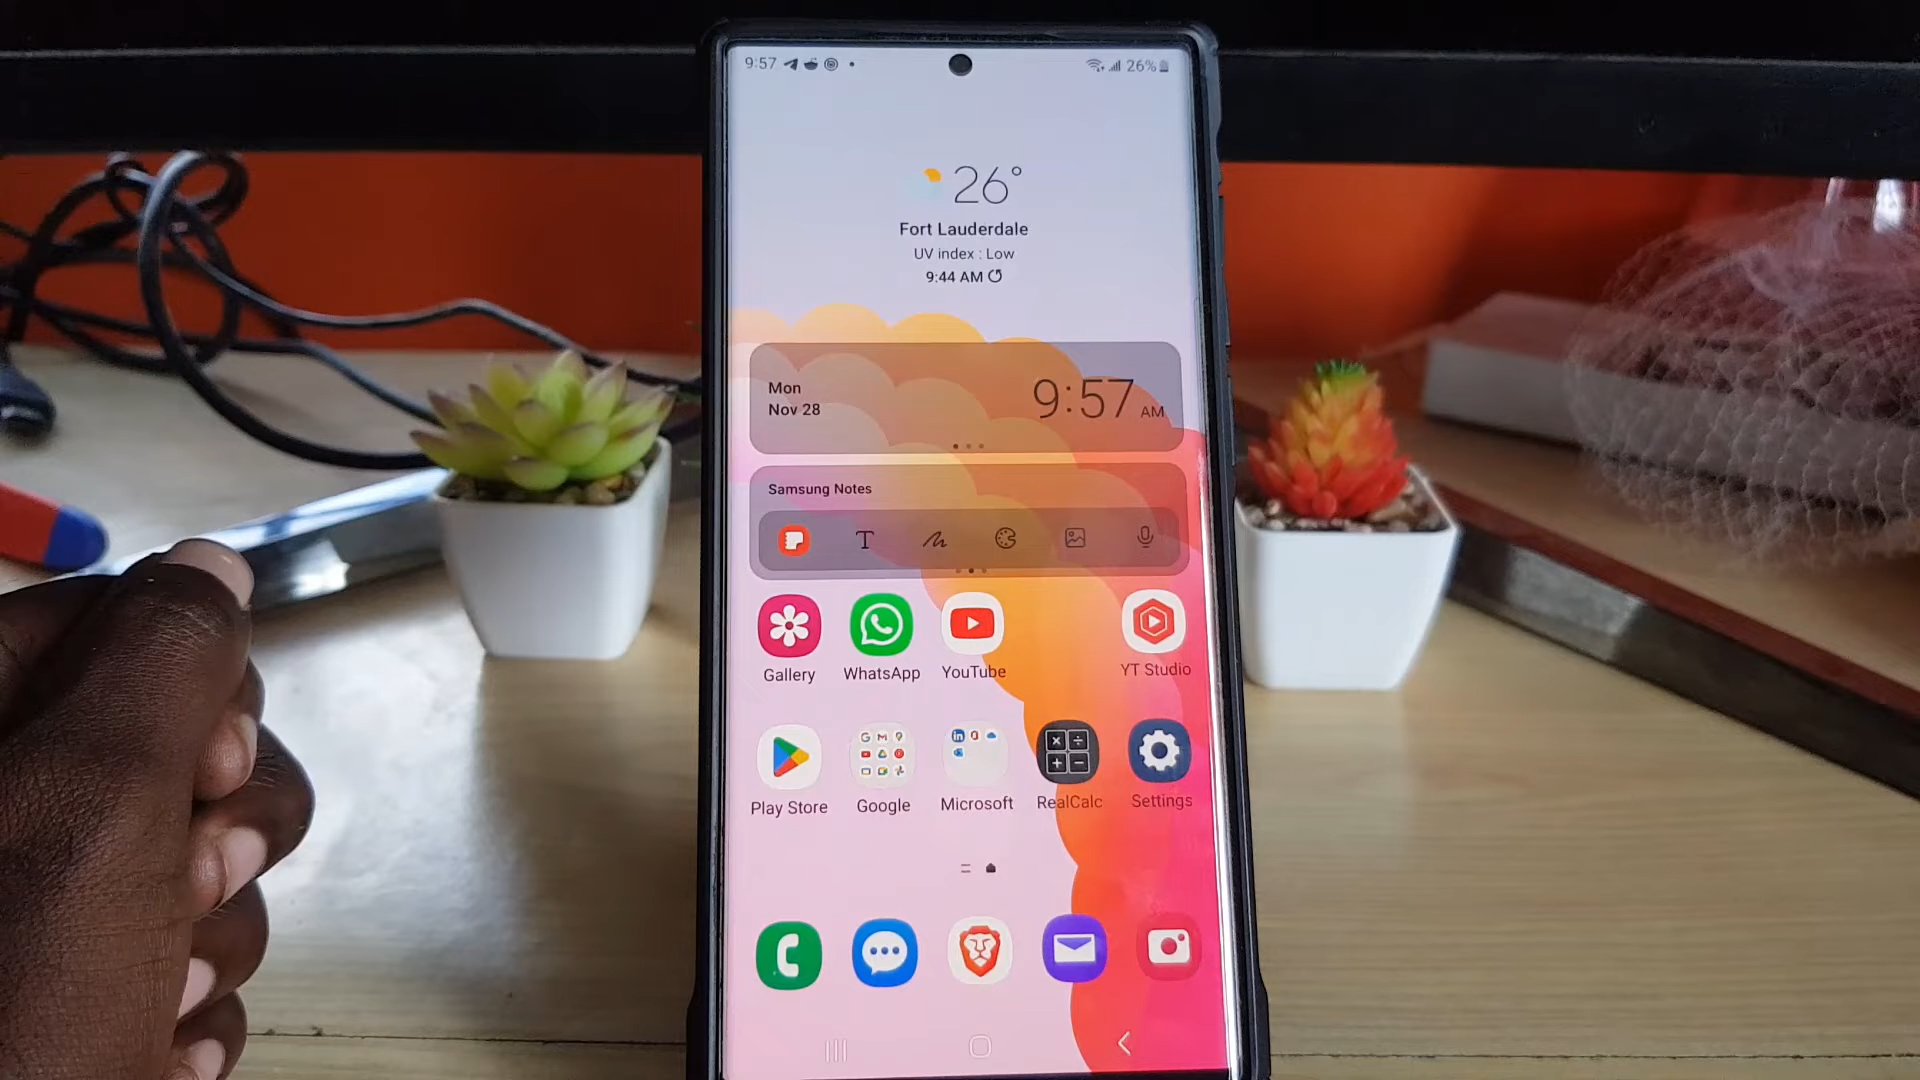 9:57
26%
26°
Fort Lauderdale
UV index : Low
9:44 AM
Mon
Nov 28
9:57 AM
Samsung Notes
T
Gallery
WhatsApp
YouTube
YT Studio
Play Store
Google
Microsoft
RealCalc
Settings